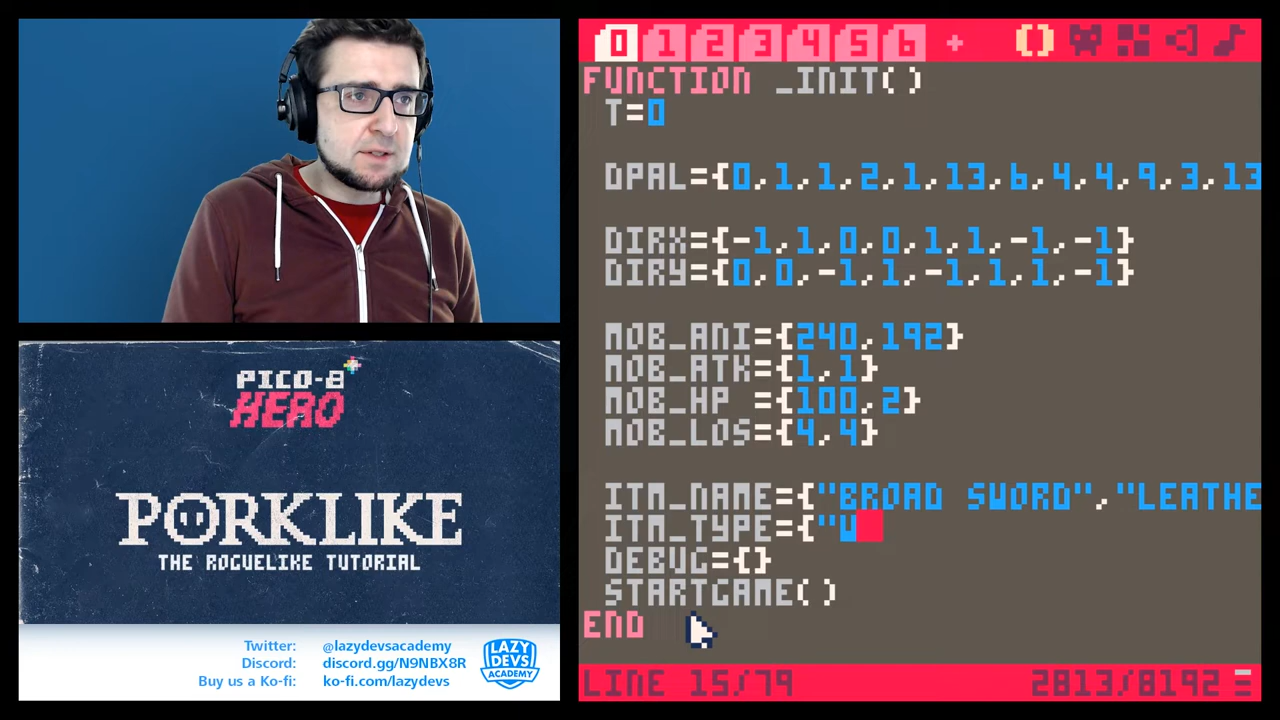 0 1 2 3 4 5 6 +
FUNCTION _INIT()
T=0
DPAL={0,1,1,2,1,13,6,4,4,9,3,13
DIRX={-1,1,0,0,1,1,-1,-1}
DIRY={0,0,-1,1,-1,1,1,-1}
MOB_ANI={240,192}
MOB_ATK={1,1}
MOB_HP ={100,2}
MOB_LOS={4,4}
ITM_NAME={"BROAD SWORD","LEATHE
ITM_TYPE={"W
DEBUG={}
STARTGAME()
END
LINE 15/79 2813/8192
PICO-8
HERO
PORKLIKE
THE ROGUELIKE TUTORIAL
Twitter: @lazydevsacademy
Discord: discord.gg/N9NBX8R
Buy us a Ko-fi: ko-fi.com/lazydevs
LAZY
DEVS
ACADEMY